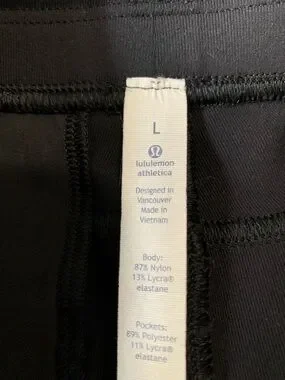 L
lululemon
athletica
Designed in
Vancouver
Made in
Vietnam
Body:
87% Nylon
13% Lycra®
elastane
Pockets:
89% Polyester
11% Lycra®
elastane